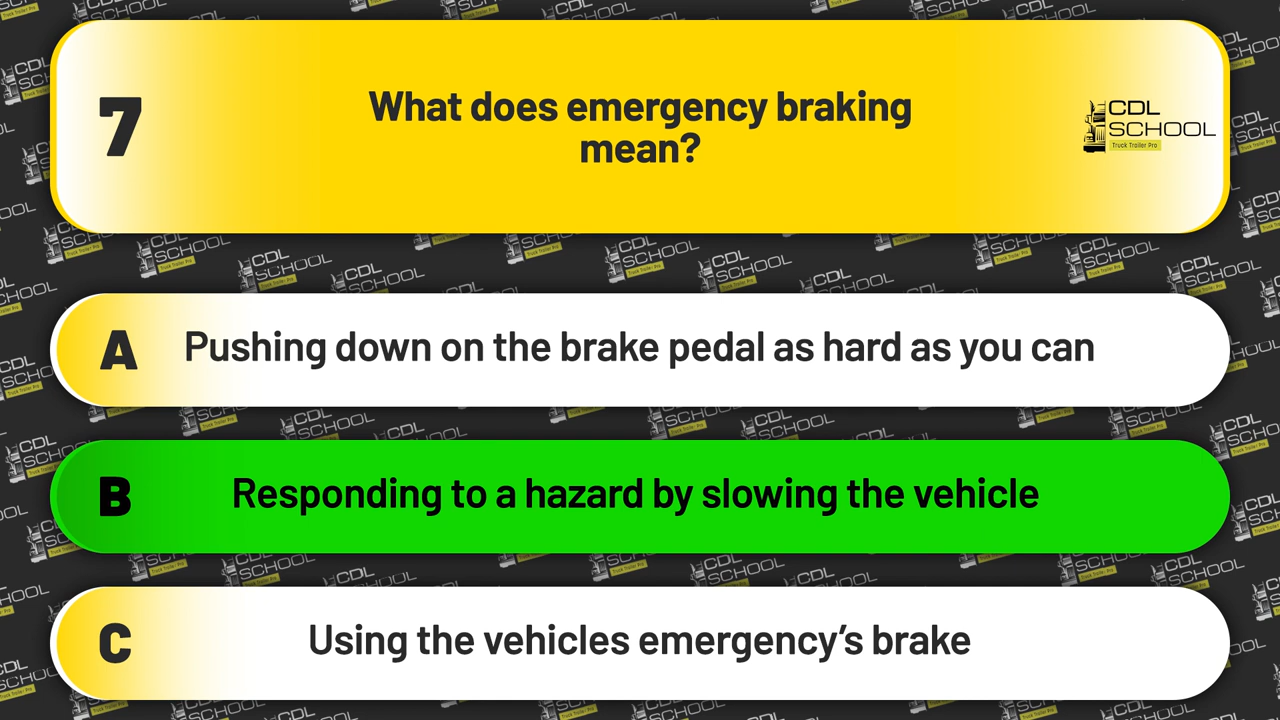 7
What does emergency braking
mean?
CDL
SCHOOL
Truck Trailer Pro
A
Pushing down on the brake pedal as hard as you can
B
Responding to a hazard by slowing the vehicle
C
Using the vehicles emergency’s brake